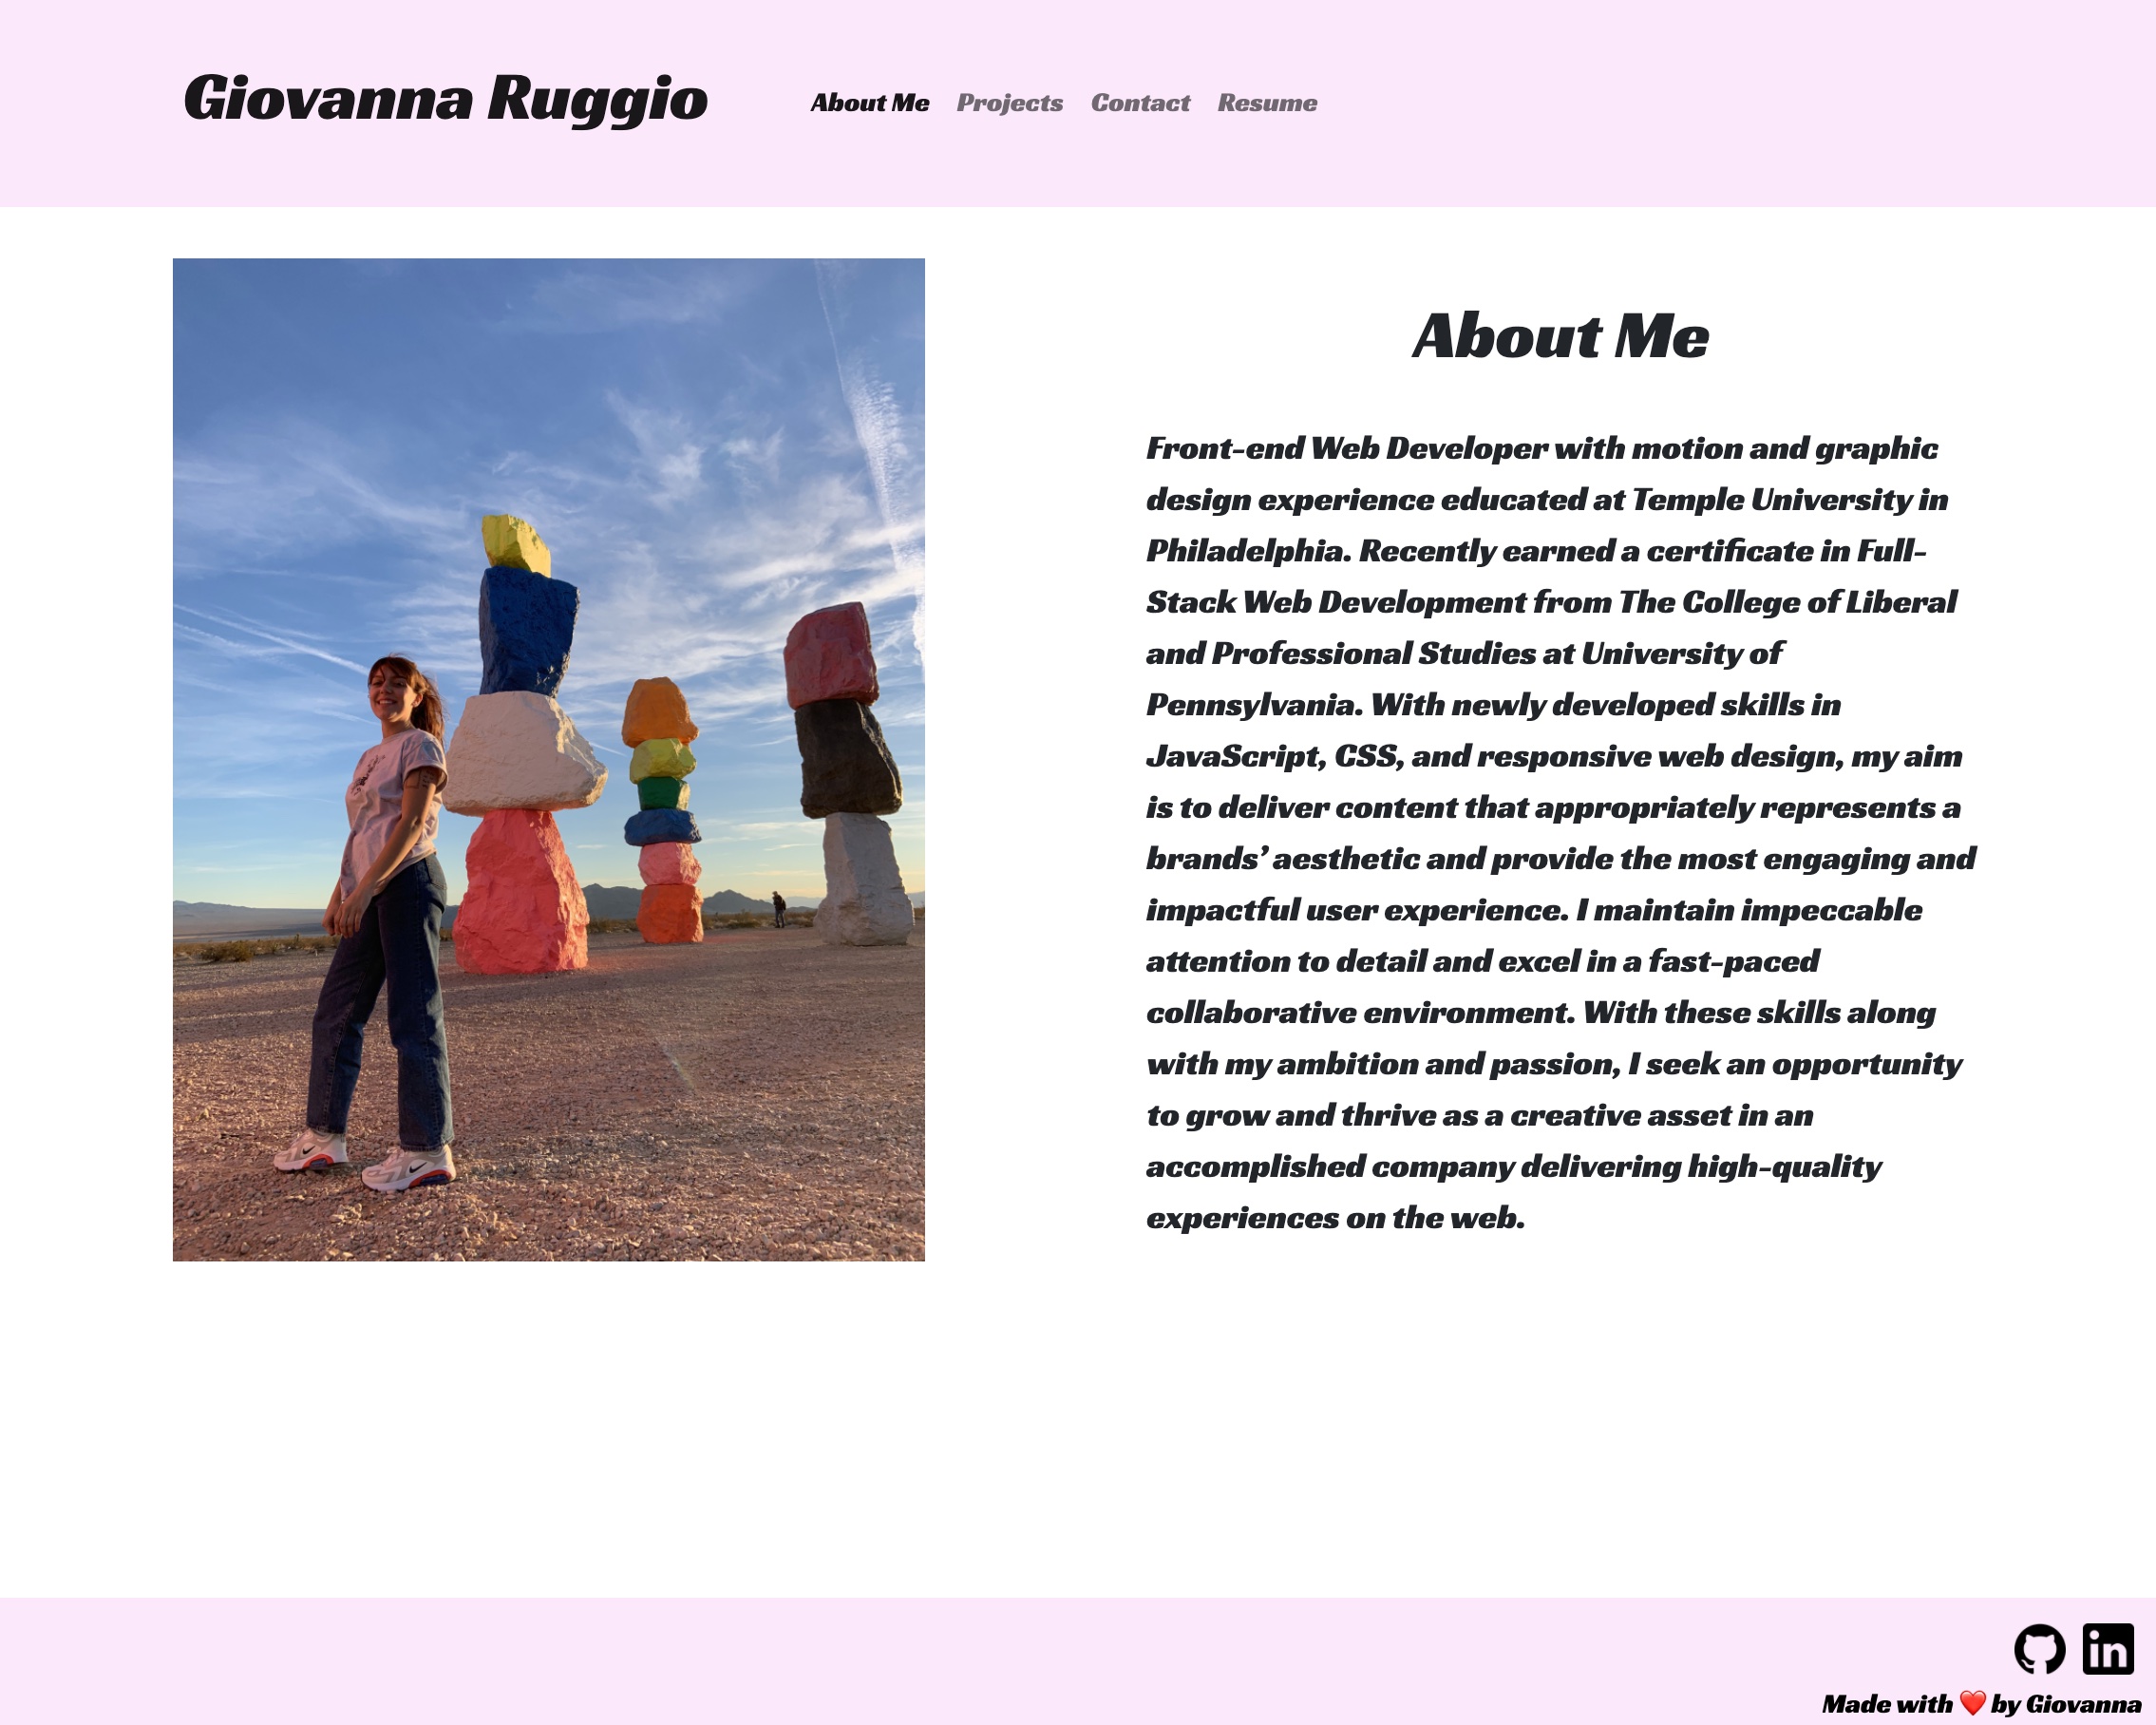 Giovanna Ruggio
About Me Projects Contact Resume
About Me
Front-end Web Developer with motion and graphic
design experience educated at Temple University in
Philadelphia. Recently earned a certificate in Full-
Stack Web Development from The College of Liberal
and Professional Studies at University of
Pennsylvania. With newly developed skills in
JavaScript, CSS, and responsive web design, my aim
is to deliver content that appropriately represents a
brands’ aesthetic and provide the most engaging and
impactful user experience. I maintain impeccable
attention to detail and excel in a fast-paced
collaborative environment. With these skills along
with my ambition and passion, I seek an opportunity
to grow and thrive as a creative asset in an
accomplished company delivering high-quality
experiences on the web.
in
Made with ❤️ by Giovanna